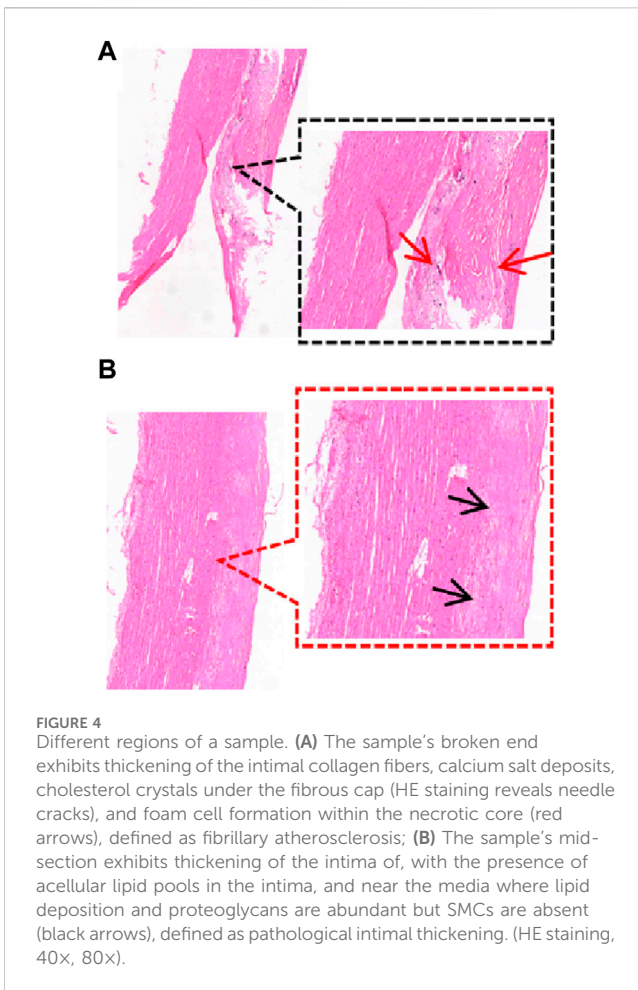 A
B
FIGURE 4
Different regions of a sample. (A) The sample's broken end
exhibits thickening of the intimal collagen fibers, calcium salt deposits,
cholesterol crystals under the fibrous cap (HE staining reveals needle
cracks), and foam cell formation within the necrotic core (red
arrows), defined as fibrillary atherosclerosis; (B) The sample's mid-
section exhibits thickening of the intima of, with the presence of
acellular lipid pools in the intima, and near the media where lipid
deposition and proteoglycans are abundant but SMCs are absent
(black arrows), defined as pathological intimal thickening. (HE staining,
40×, 80×).